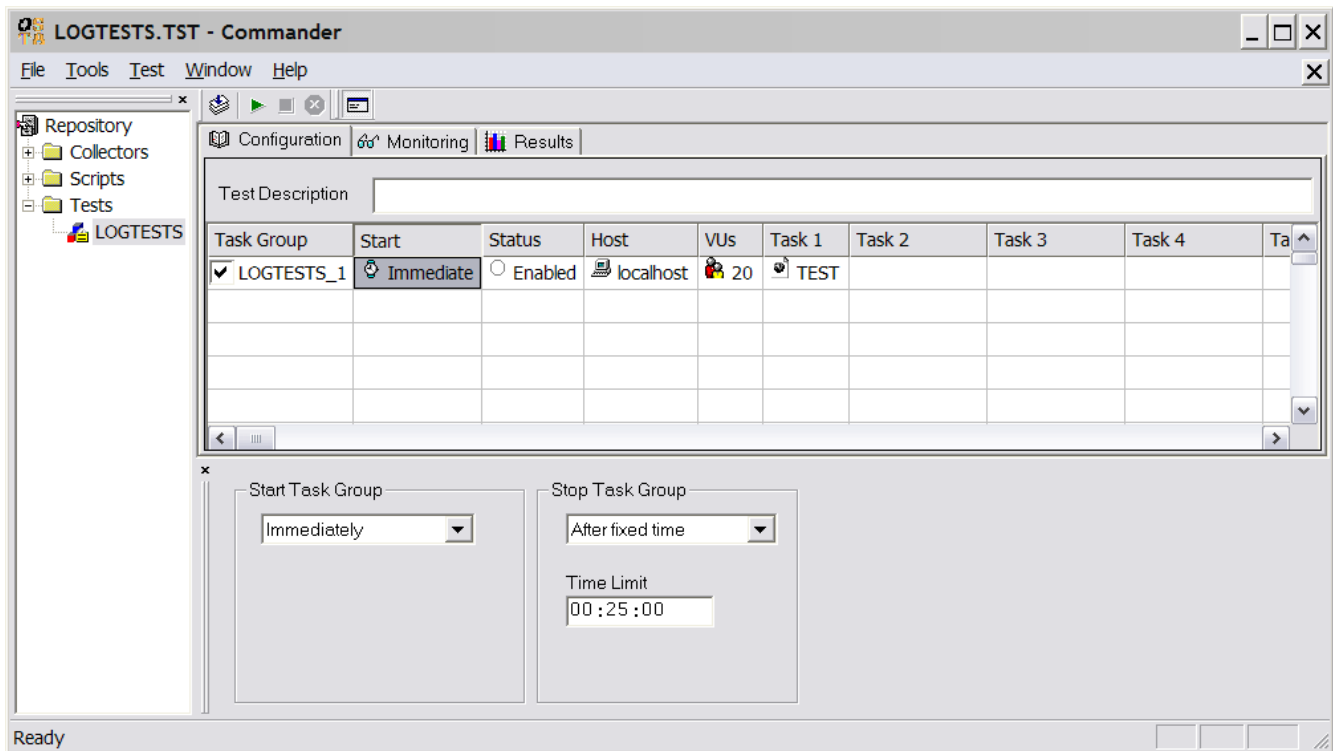 LOGTESTS.TST - Commander
File Tools Test Window Help
Repository
Collectors
Scripts
Tests
LOGTESTS
Configuration Monitoring Results
Test Description
Task Group Start Status Host VUs Task 1 Task 2 Task 3 Task 4 Ta
LOGTESTS_1 Immediate Enabled localhost 20 TEST
Start Task Group
Immediately
Stop Task Group
After fixed time
Time Limit
00:25:00
Ready